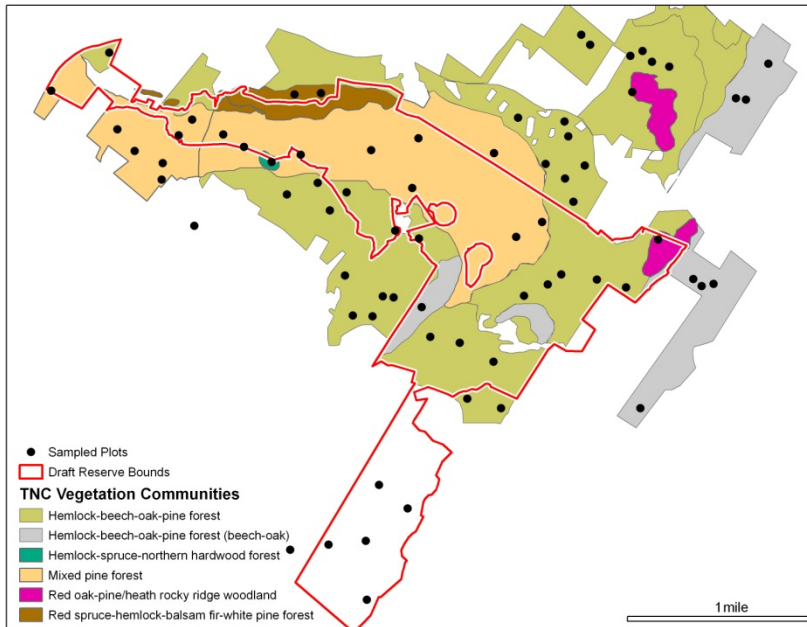 Sampled Plots
Draft Reserve Bounds
TNC Vegetation Communities
Hemlock-beech-oak-pine forest
Hemlock-beech-oak-pine forest (beech-oak)
Hemlock-spruce-northern hardwood forest
Mixed pine forest
Red oak-pine/heath rocky ridge woodland
Red spruce-hemlock-balsam fir-white pine forest
1mile